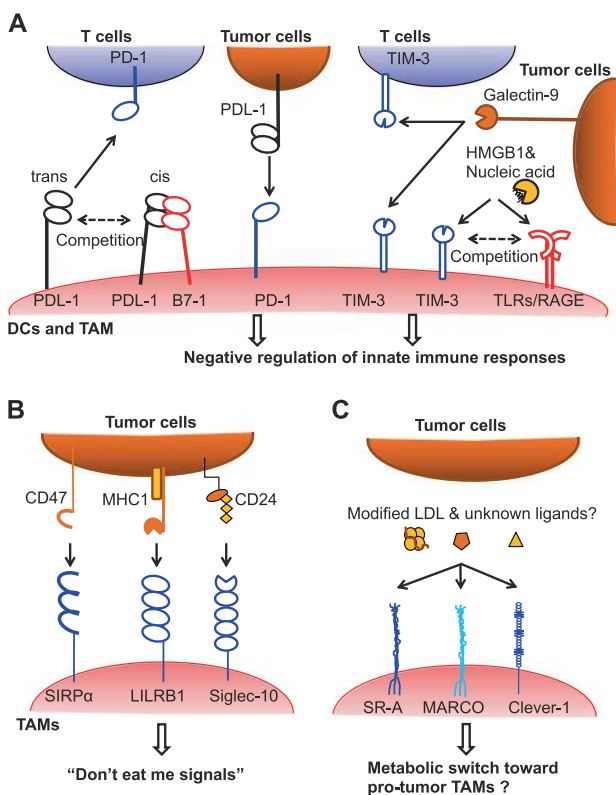 A
T cells
PD-1
Tumor cells
PDL-1
T cells
TIM-3
Tumor cells
Galectin-9
HMGB1&
Nucleic acid
trans
cis
Competition
Competition
PDL-1
PDL-1
B7-1
PD-1
TIM-3
TIM-3
TLRs/RAGE
DCs and TAM
Negative regulation of innate immune responses
B
Tumor cells
CD47
MHC1
CD24
SIRPα
LILRB1
Siglec-10
TAMs
“Don’t eat me signals”
C
Tumor cells
Modified LDL & unknown ligands?
SR-A
MARCO
Clever-1
Metabolic switch toward
pro-tumor TAMs ?